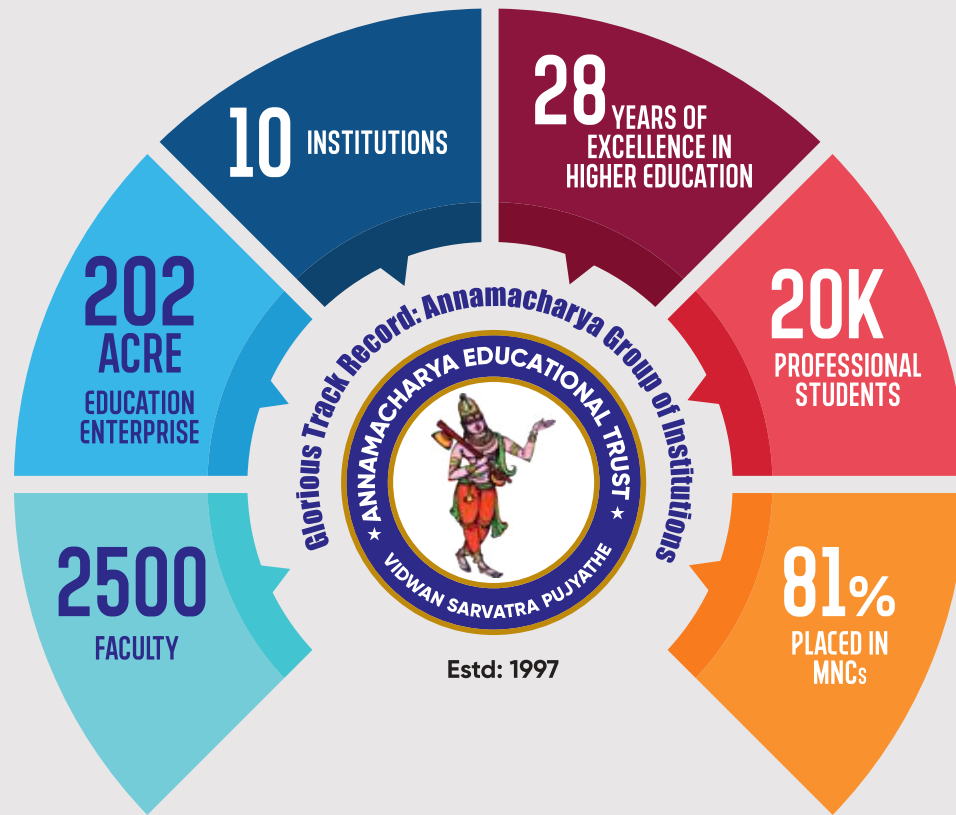 10 INSTITUTIONS
28 YEARS OF
EXCELLENCE IN
HIGHER EDUCATION
202
ACRE
EDUCATION
ENTERPRISE
20K
PROFESSIONAL
STUDENTS
2500
FACULTY
81%
PLACED IN
MNCs
Glorious Track Record: Annamacharya Group of Institutions
ANNAMACHARYA EDUCATIONAL TRUST
VIDWAN SARVATRA PUJYATHE
Estd: 1997